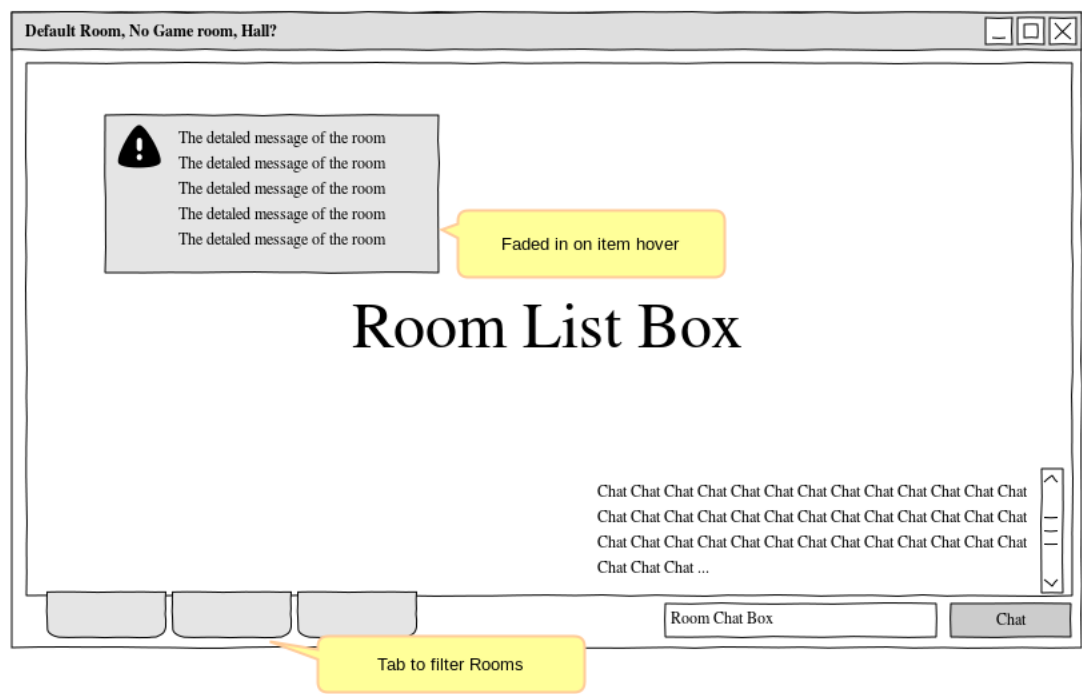 Default Room, No Game room, Hall?
The detaled message of the room
The detaled message of the room
The detaled message of the room
The detaled message of the room
The detaled message of the room
Faded in on item hover
Room List Box
Chat Chat Chat Chat Chat Chat Chat Chat Chat Chat Chat Chat Chat
Chat Chat Chat Chat Chat Chat Chat Chat Chat Chat Chat Chat Chat
Chat Chat Chat Chat Chat Chat Chat Chat Chat Chat Chat Chat Chat
Chat Chat Chat ...
Room Chat Box
Chat
Tab to filter Rooms